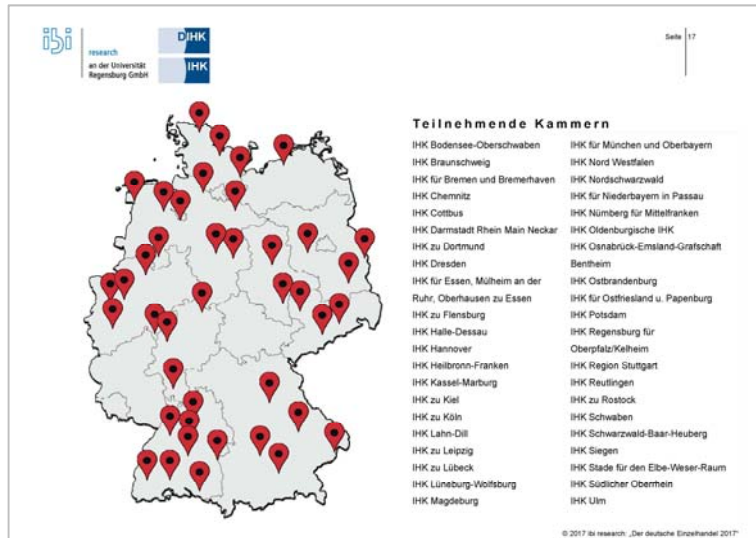 ibi
research
an der Universität
Regensburg GmbH
DIHK
IHK
Seite 17
Teilnehmende Kammern
IHK Bodensee-Oberschwaben
IHK Braunschweig
IHK für Bremen und Bremerhaven
IHK Chemnitz
IHK Cottbus
IHK Darmstadt Rhein Main Neckar
IHK zu Dortmund
IHK Dresden
IHK für Essen, Mülheim an der
Ruhr, Oberhausen zu Essen
IHK zu Flensburg
IHK Halle-Dessau
IHK Hannover
IHK Heilbronn-Franken
IHK Kassel-Marburg
IHK zu Kiel
IHK zu Köln
IHK Lahn-Dill
IHK zu Leipzig
IHK zu Lübeck
IHK Lüneburg-Wolfsburg
IHK Magdeburg
IHK für München und Oberbayern
IHK Nord Westfalen
IHK Nordschwarzwald
IHK für Niederbayern in Passau
IHK Nürnberg für Mittelfranken
IHK Oldenburgische IHK
IHK Osnabrück-Emsland-Grafschaft
Bentheim
IHK Ostbrandenburg
IHK für Ostfriesland u. Papenburg
IHK Potsdam
IHK Regensburg für
Oberpfalz/Kelheim
IHK Region Stuttgart
IHK Reutlingen
IHK zu Rostock
IHK Schwaben
IHK Schwarzwald-Baar-Heuberg
IHK Siegen
IHK Stade für den Elbe-Weser-Raum
IHK Südlicher Oberrhein
IHK Ulm
© 2017 ibi research: „Der deutsche Einzelhandel 2017"